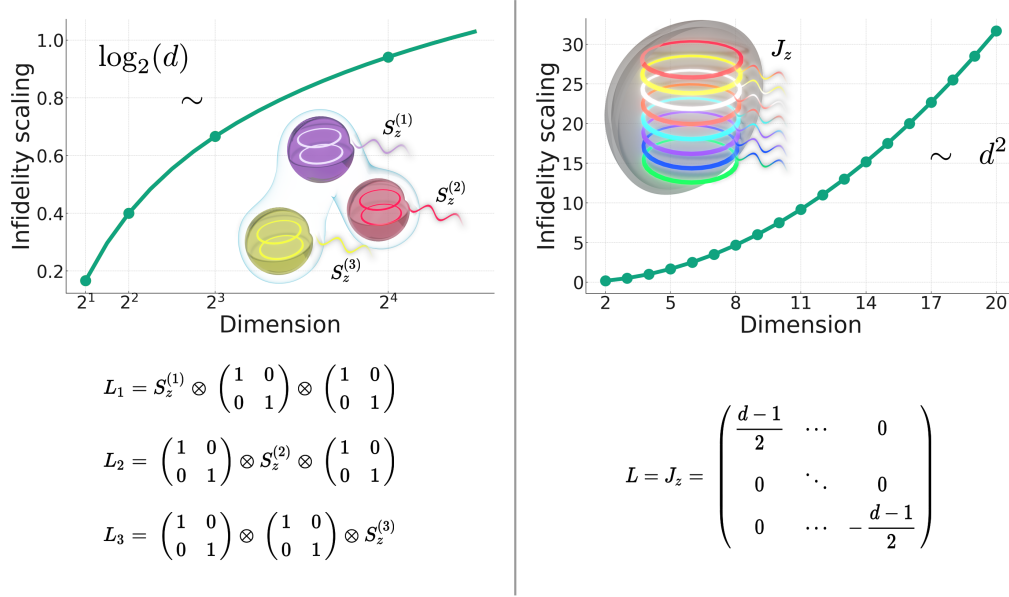 Infidelity scaling
1.0
0.8
0.6
0.4
0.2
log₂(d)
∼
S_z^{(1)}
S_z^{(2)}
S_z^{(3)}
2¹ 2² 2³ 2⁴
Dimension
L₁ = S_z^{(1)} ⊗ (1 0; 0 1) ⊗ (1 0; 0 1)
L₂ = (1 0; 0 1) ⊗ S_z^{(2)} ⊗ (1 0; 0 1)
L₃ = (1 0; 0 1) ⊗ (1 0; 0 1) ⊗ S_z^{(3)}
Infidelity scaling
30
25
20
15
10
5
0
J_z
∼ d²
2 5 8 11 14 17 20
Dimension
L = J_z = ((d − 1)/2 ⋯ 0; 0 ⋱ 0; 0 ⋯ −(d − 1)/2)